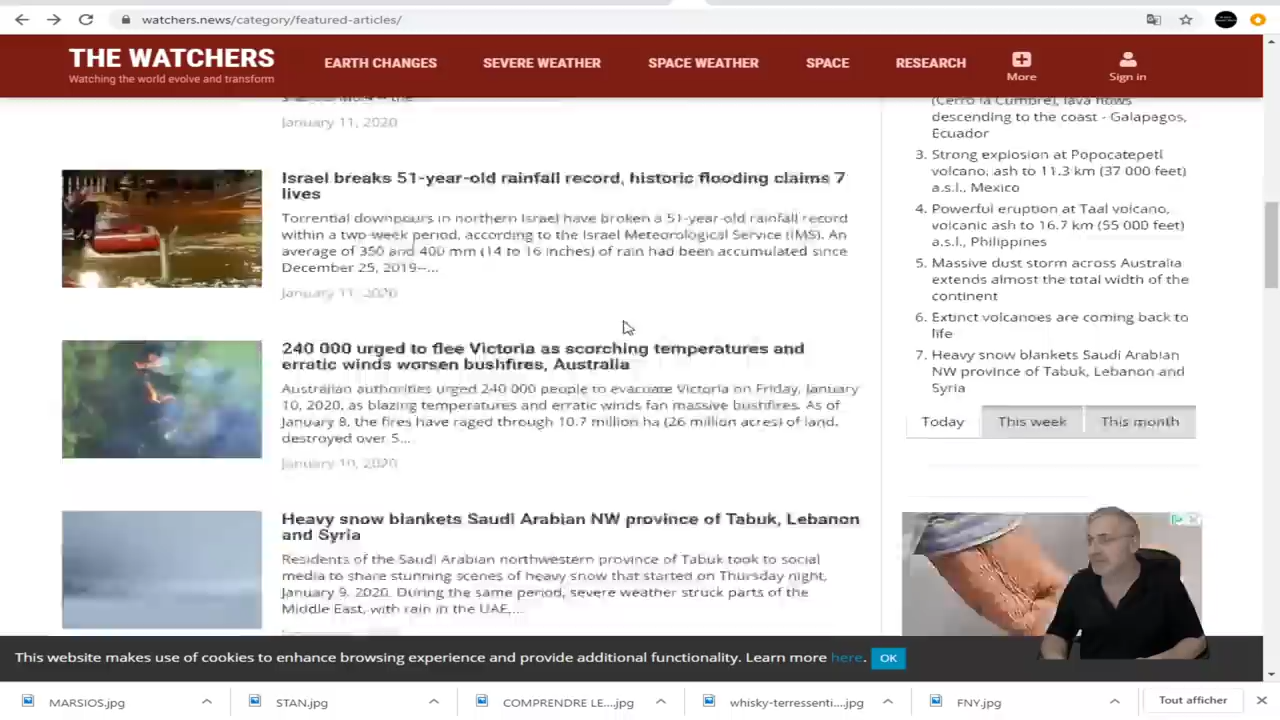 watchers.news/category/featured-articles/
THE WATCHERS
Watching the world evolve and transform
EARTH CHANGES
SEVERE WEATHER
SPACE WEATHER
SPACE
RESEARCH
More
Sign in
January 11, 2020
Israel breaks 51-year-old rainfall record, historic flooding claims 7
lives
Torrential downpours in northern Israel have broken a 51-year-old rainfall record
within a two-week period, according to the Israel Meteorological Service (IMS). An
average of 350 and 400 mm (14 to 16 inches) of rain had been accumulated since
December 25, 2019--...
January 11, 2020
240 000 urged to flee Victoria as scorching temperatures and
erratic winds worsen bushfires, Australia
Australian authorities urged 240 000 people to evacuate Victoria on Friday, January
10, 2020, as blazing temperatures and erratic winds fan massive bushfires. As of
January 8, the fires have raged through 10.7 million ha (26 million acres) of land,
destroyed over 5...
January 10, 2020
Heavy snow blankets Saudi Arabian NW province of Tabuk, Lebanon
and Syria
Residents of the Saudi Arabian northwestern province of Tabuk took to social
media to share stunning scenes of heavy snow that started on Thursday night,
January 9, 2020. During the same period, severe weather struck parts of the
Middle East, with rain in the UAE,...
(Cerro la Cumbre), lava flows
descending to the coast - Galapagos,
Ecuador
3. Strong explosion at Popocatepetl
volcano, ash to 11.3 km (37 000 feet)
a.s.l., Mexico
4. Powerful eruption at Taal volcano,
volcanic ash to 16.7 km (55 000 feet)
a.s.l., Philippines
5. Massive dust storm across Australia
extends almost the total width of the
continent
6. Extinct volcanoes are coming back to
life
7. Heavy snow blankets Saudi Arabian
NW province of Tabuk, Lebanon and
Syria
Today
This week
This month
This website makes use of cookies to enhance browsing experience and provide additional functionality. Learn more here. OK
MARSIOS.jpg
STAN.jpg
COMPRENDRE LE....jpg
whisky-terressenti....jpg
FNY.jpg
Tout afficher